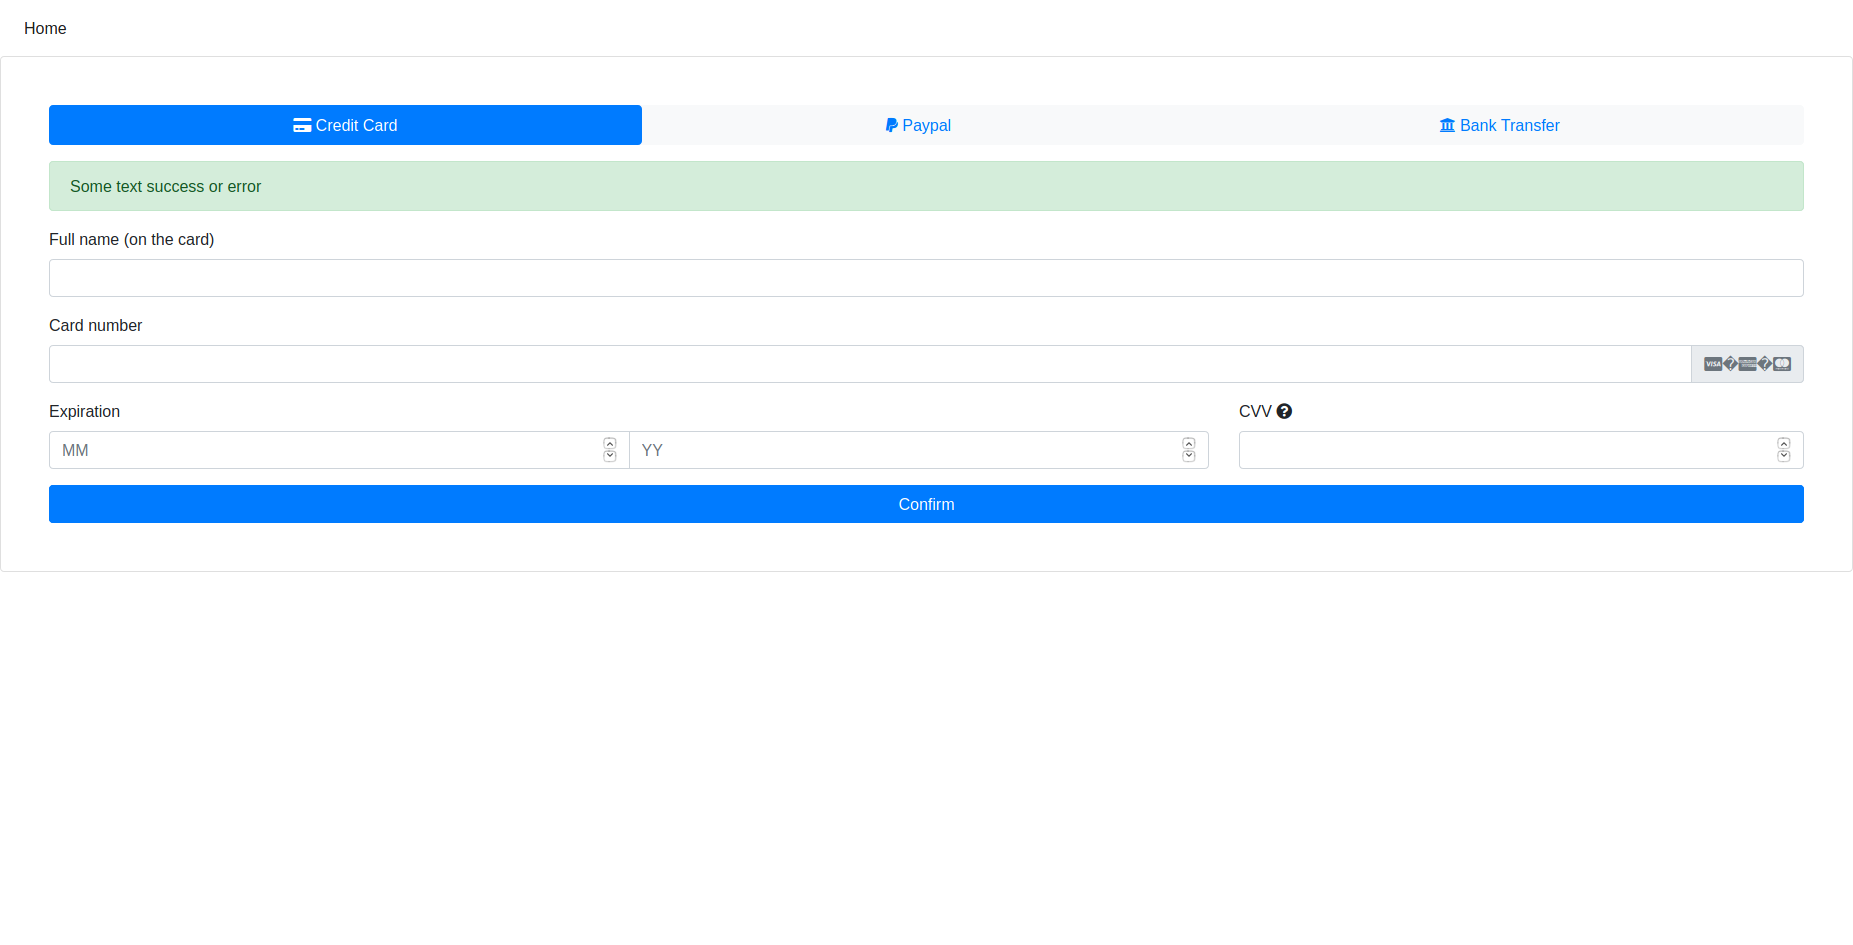 Home
Credit Card
Paypal
Bank Transfer
Some text success or error
Full name (on the card)
Card number
VISA
Expiration
CVV
MM
YY
Confirm